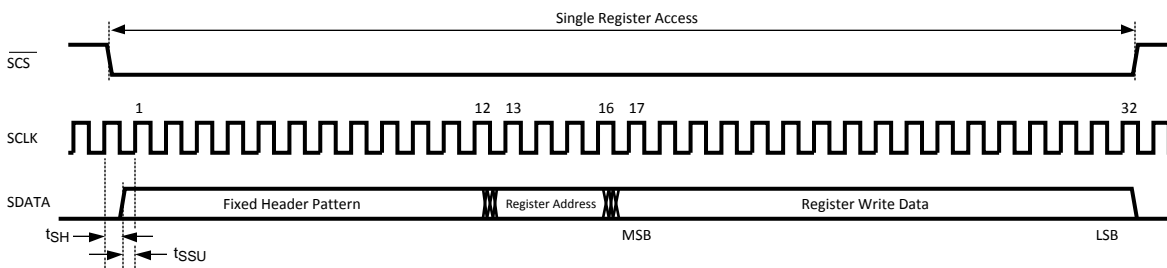 Single Register Access
SCS
1 12 13 16 17 32
SCLK
SDATA Fixed Header Pattern Register Address Register Write Data
MSB LSB
tSH
tSSU